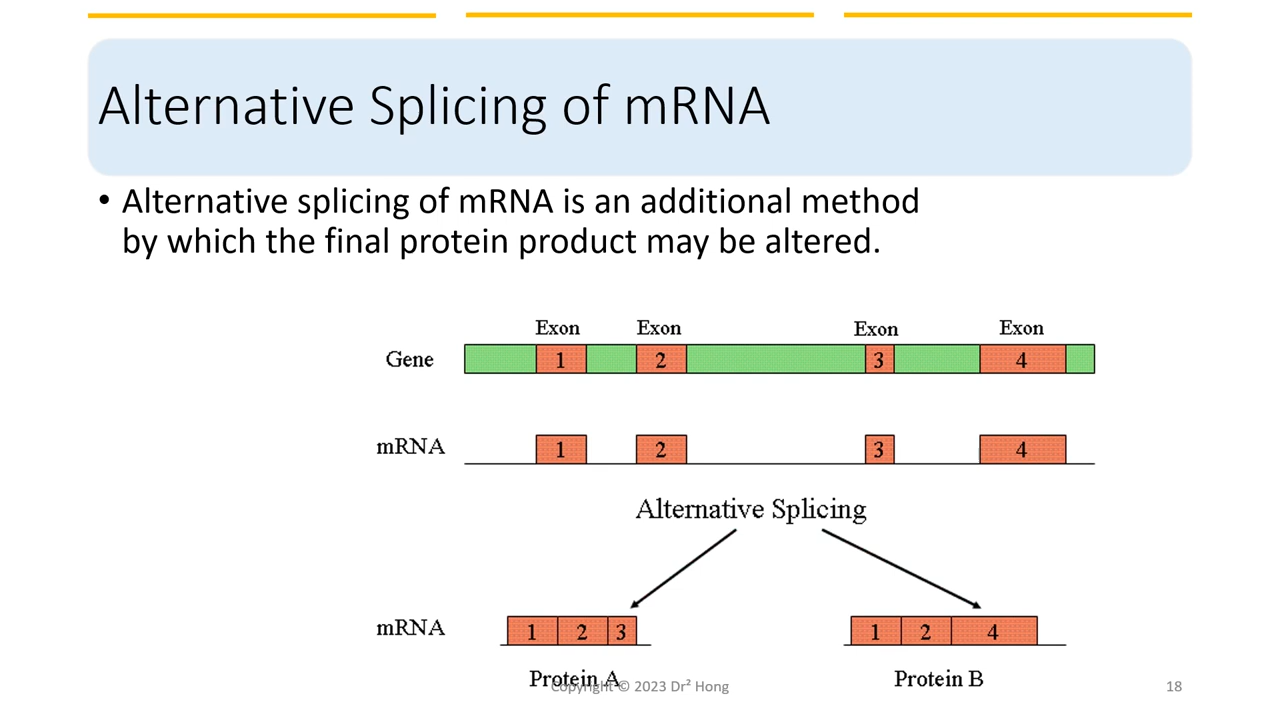 Alternative Splicing of mRNA
• Alternative splicing of mRNA is an additional method
by which the final protein product may be altered.
Exon Exon Exon Exon
Gene 1 2 3 4
mRNA 1 2 3 4
Alternative Splicing
mRNA 1 2 3 1 2 4
Protein A Protein B
Copyright © 2023 Dr² Hong 18